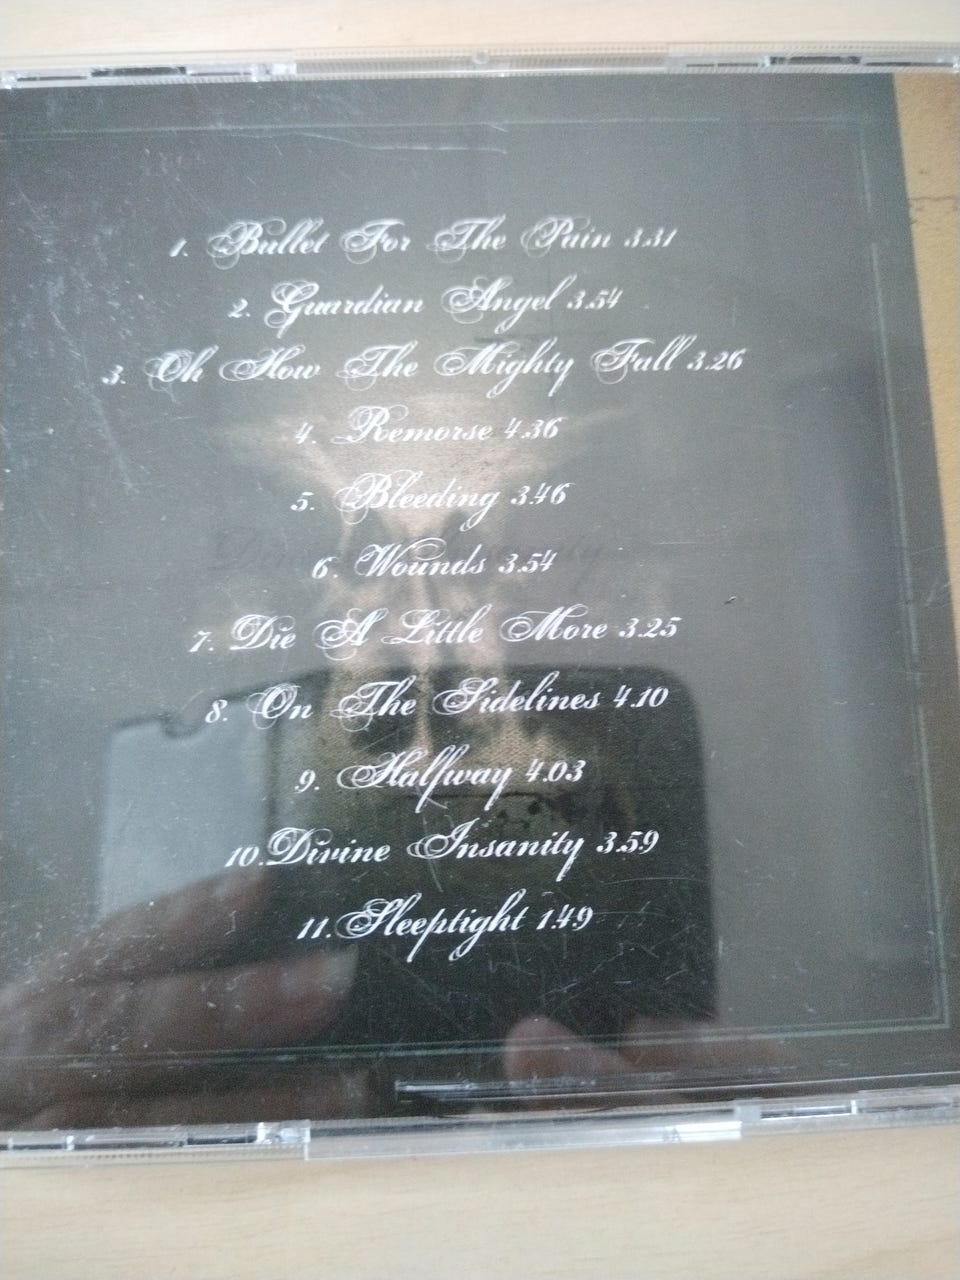 1. Bullet For The Pain 3.31
2. Guardian Angel 3.54
3. Oh How The Mighty Fall 3.26
4. Remorse 4.36
5. Bleeding 3.46
6. Wounds 3.54
7. Die A Little More 3.25
8. On The Sidelines 4.10
9. Halfway 4.03
10. Divine Insanity 3.59
11. Sleeptight 1.49